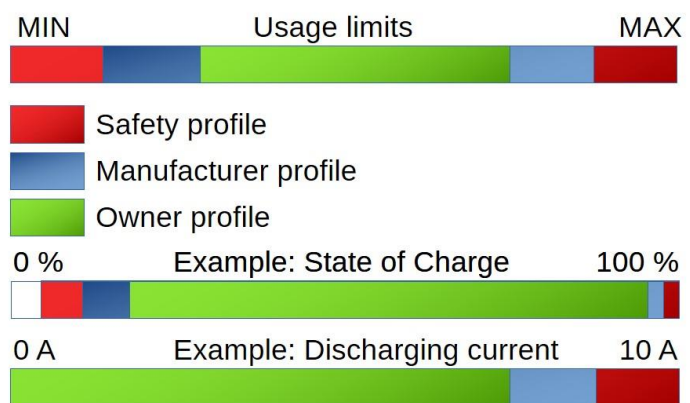 MIN Usage limits MAX
Safety profile
Manufacturer profile
Owner profile
0 % Example: State of Charge 100 %
0 A Example: Discharging current 10 A